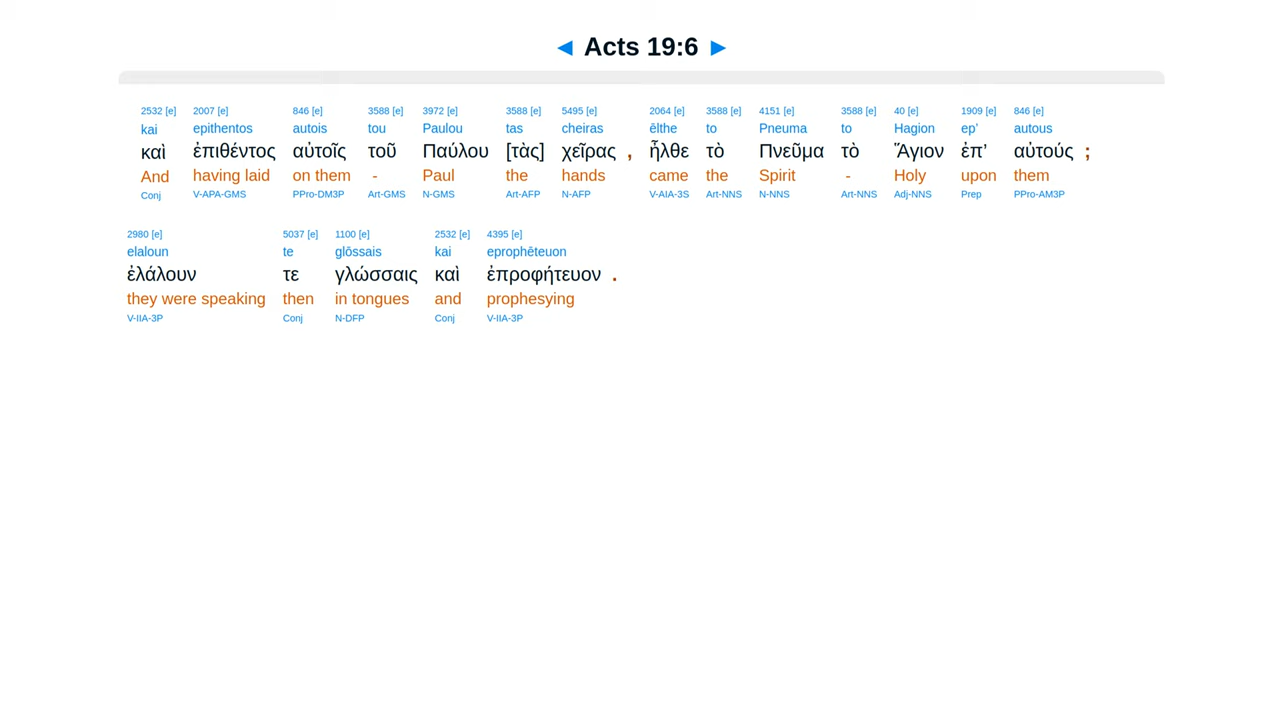 ◄ Acts 19:6 ►
2532 [e] 2007 [e] 846 [e] 3588 [e] 3972 [e] 3588 [e] 5495 [e] 2064 [e] 3588 [e] 4151 [e] 3588 [e] 40 [e] 1909 [e] 846 [e]
kai epithentos autois tou Paulou tas cheiras ēlthe to Pneuma to Hagion ep’ autous
καὶ ἐπιθέντος αὐτοῖς τοῦ Παύλου [τὰς] χεῖρας , ἦλθε τὸ Πνεῦμα τὸ Ἅγιον ἐπ’ αὐτούς ;
And having laid on them - Paul the hands came the Spirit - Holy upon them
Conj V-APA-GMS PPro-DM3P Art-GMS N-GMS Art-AFP N-AFP V-AIA-3S Art-NNS N-NNS Art-NNS Adj-NNS Prep PPro-AM3P
2980 [e] 5037 [e] 1100 [e] 2532 [e] 4395 [e]
elaloun te glōssais kai eprophēteuon
ἐλάλουν τε γλώσσαις καὶ ἐπροφήτευον .
they were speaking then in tongues and prophesying
V-IIA-3P Conj N-DFP Conj V-IIA-3P